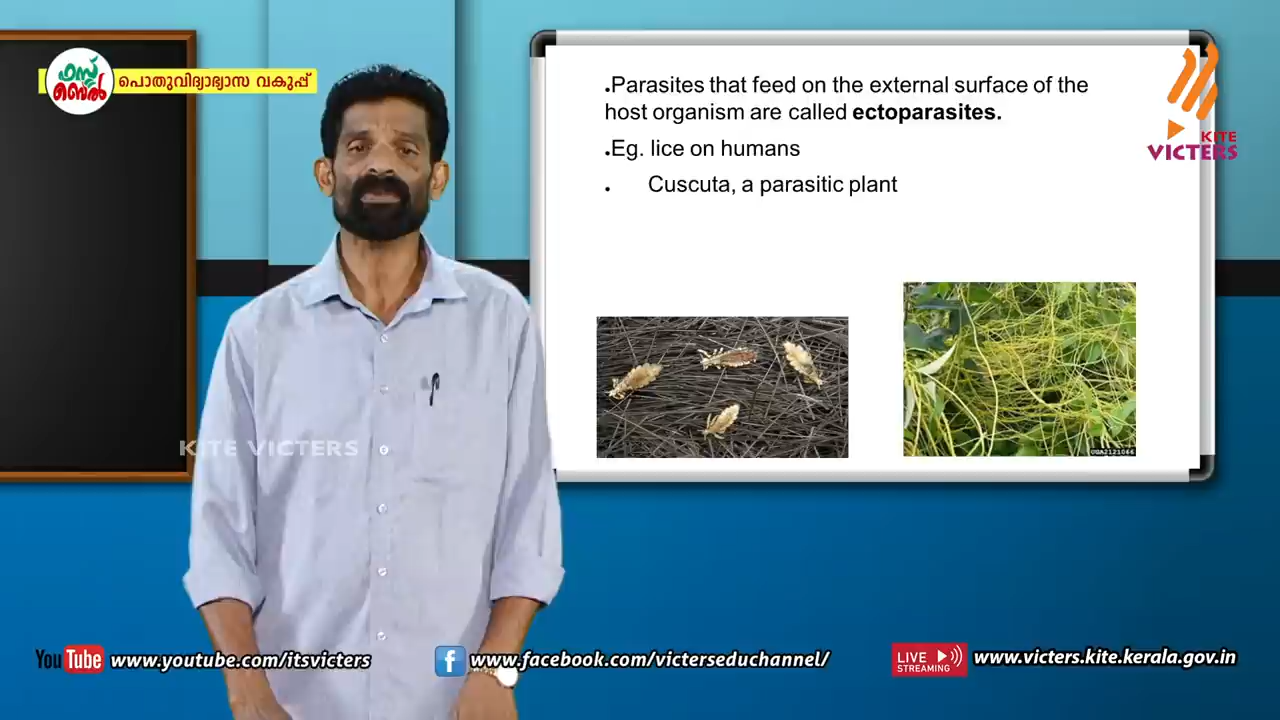 ഫസ്റ്റ്
ബെൽ
പൊതുവിദ്യാഭ്യാസ വകുപ്പ്
•Parasites that feed on the external surface of the
host organism are called ectoparasites.
•Eg. lice on humans
• Cuscuta, a parasitic plant
KITE
VICTERS
KITE VICTERS
UGA2121066
YouTube www.youtube.com/itsvicters
f www.facebook.com/victerseduchannel/
LIVE
STREAMING
www.victers.kite.kerala.gov.in